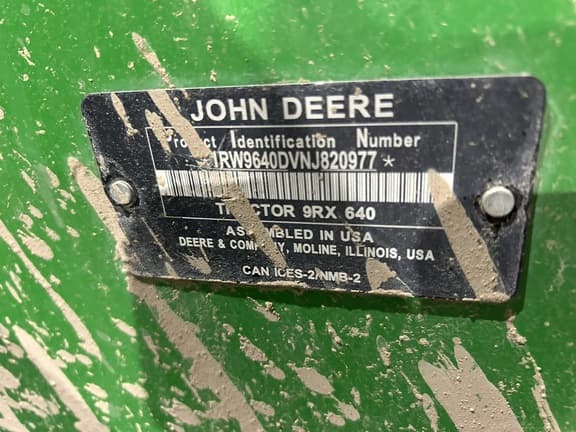 JOHN DEERE
Product Identification Number
1RW9640DVNJ820977 *
TRACTOR 9RX 640
ASSEMBLED IN USA
DEERE & COMPANY, MOLINE, ILLINOIS, USA
CAN ICES-2/NMB-2